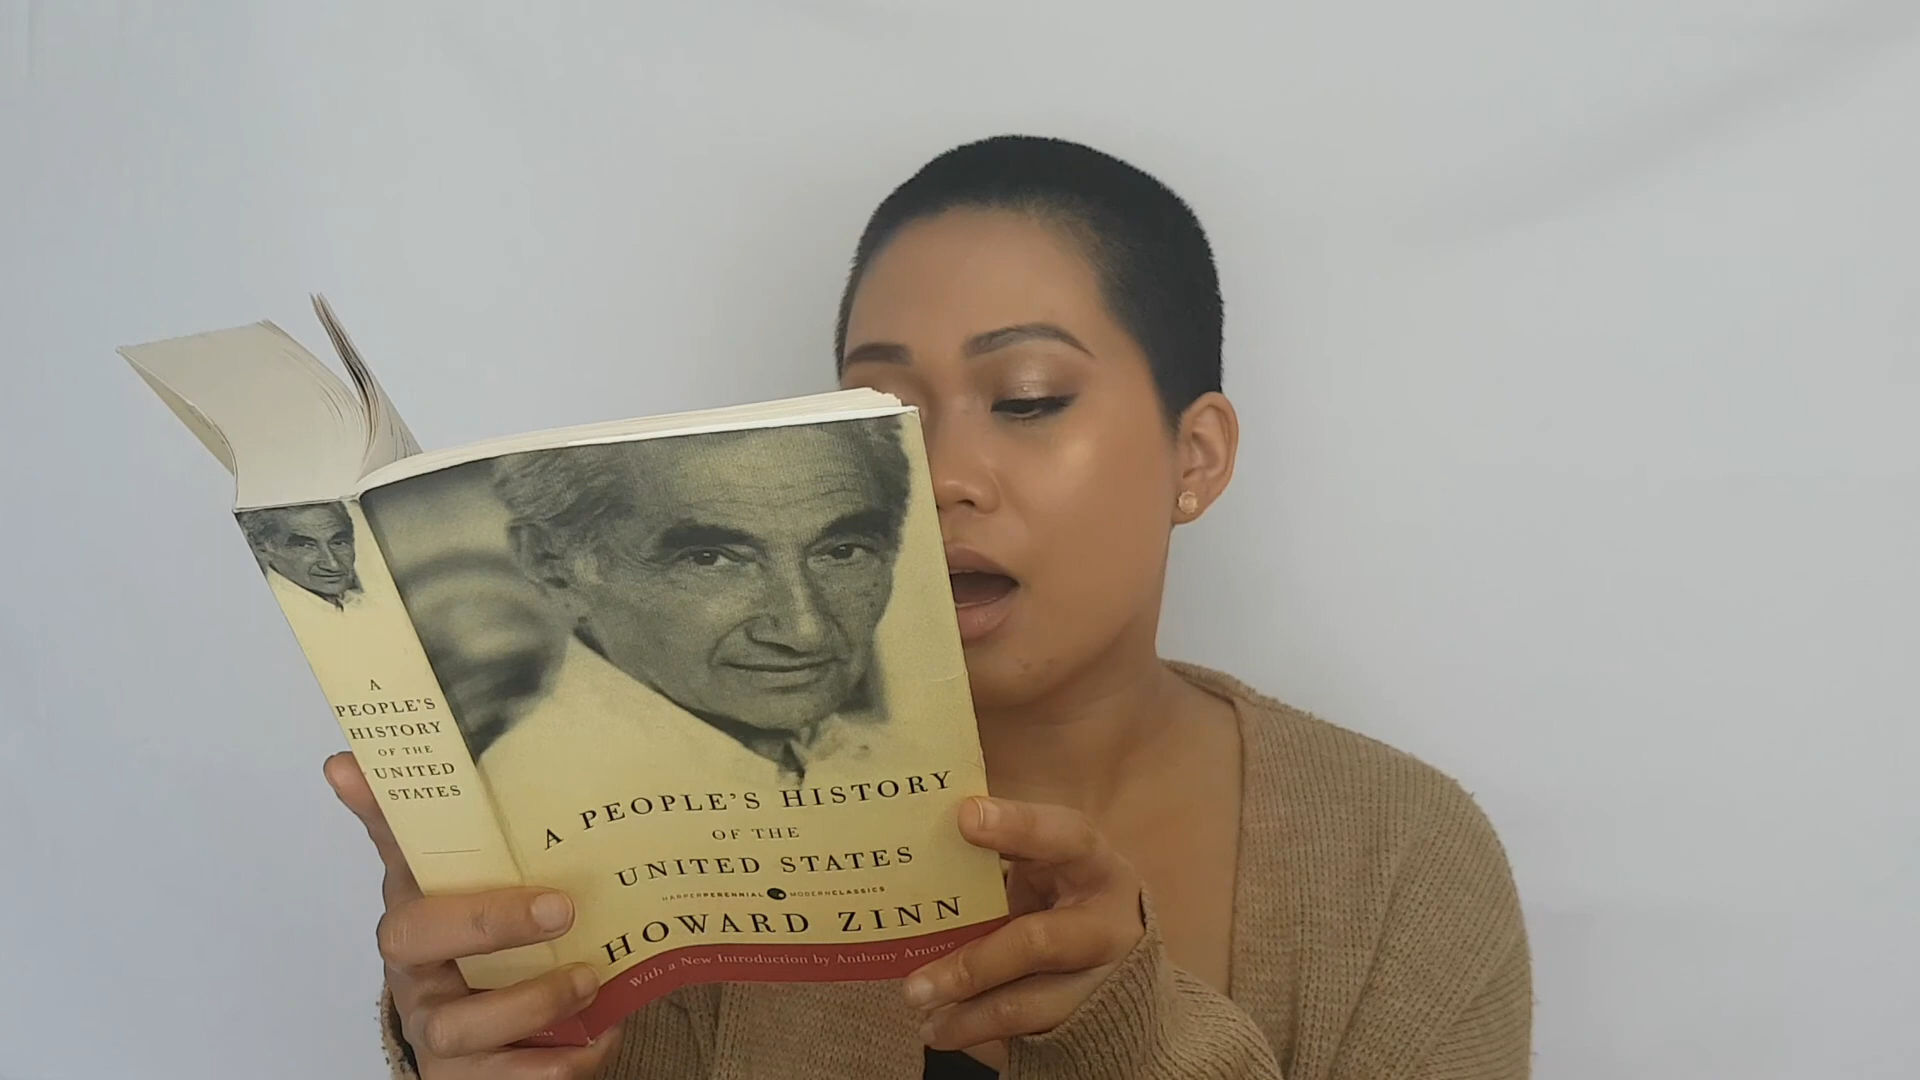 A
PEOPLE'S
HISTORY
OF THE
UNITED
STATES
A PEOPLE'S HISTORY
OF THE
UNITED STATES
HARPERPERENNIAL MODERNCLASSICS
HOWARD ZINN
With a New Introduction by Anthony Arnove